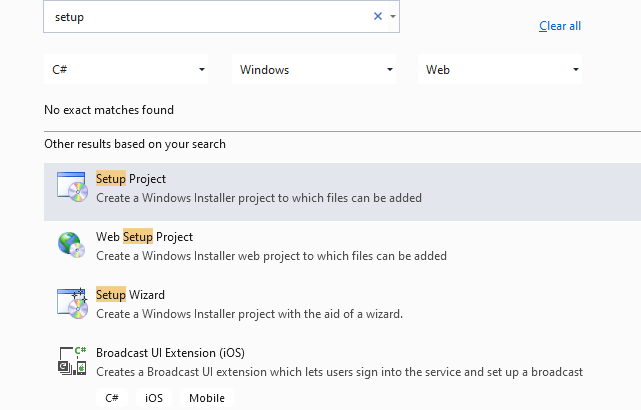 setup
Clear all
C#
Windows
Web
No exact matches found
Other results based on your search
Setup Project
Create a Windows Installer project to which files can be added
Web Setup Project
Create a Windows Installer web project to which files can be added
Setup Wizard
Create a Windows Installer project with the aid of a wizard.
C#
Broadcast UI Extension (iOS)
Creates a Broadcast UI extension which lets users sign into the service and set up a broadcast
C# iOS Mobile